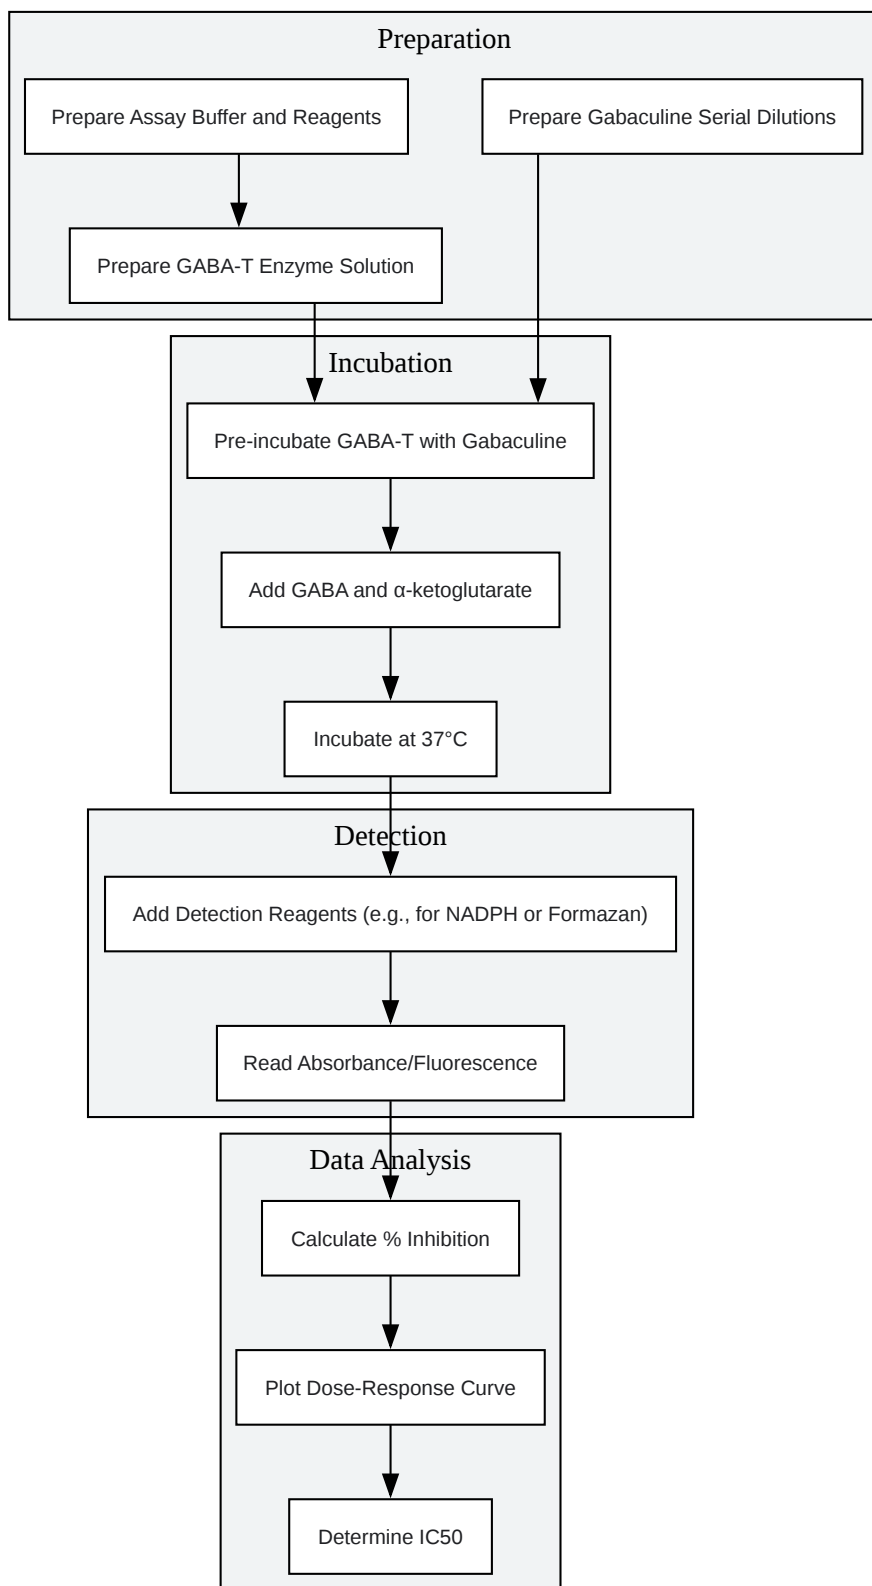 Preparation
Prepare Assay Buffer and Reagents
Prepare Gabaculine Serial Dilutions
Prepare GABA-T Enzyme Solution
Incubation
Pre-incubate GABA-T with Gabaculine
Add GABA and α-ketoglutarate
Incubate at 37°C
Detection
Add Detection Reagents (e.g., for NADPH or Formazan)
Read Absorbance/Fluorescence
Data Analysis
Calculate % Inhibition
Plot Dose-Response Curve
Determine IC50